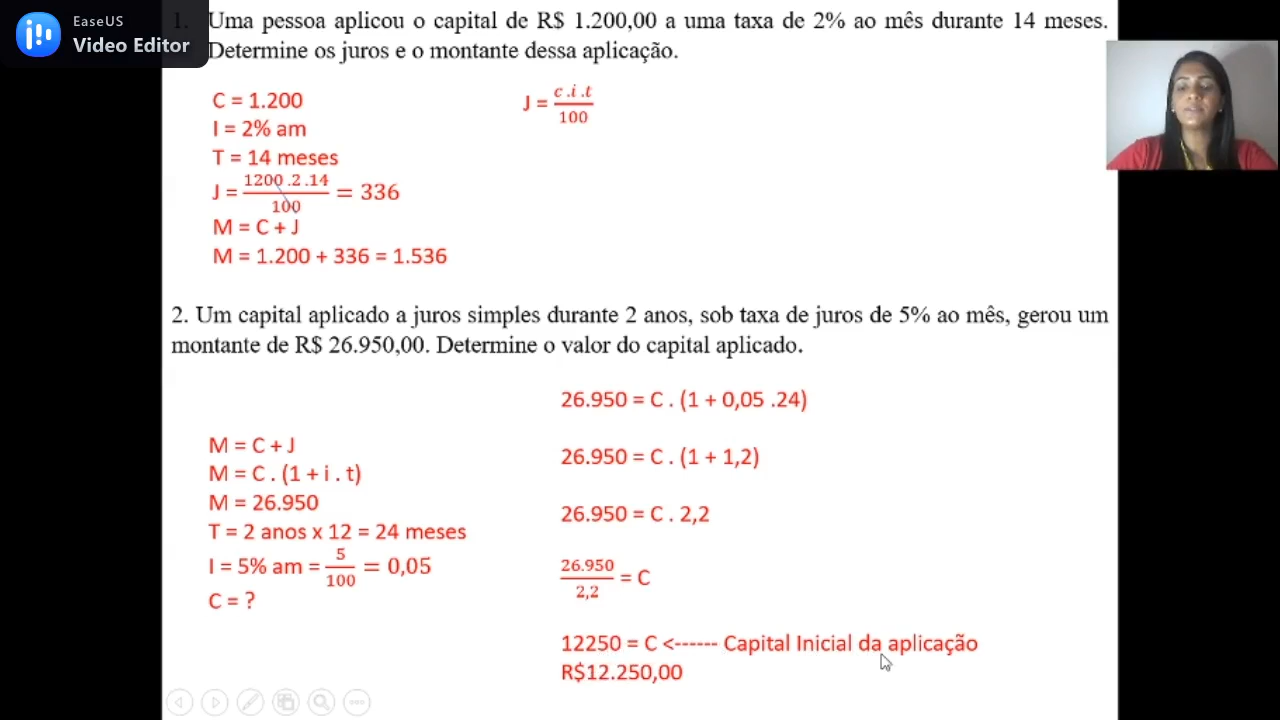 EaseUS
Video Editor
1. Uma pessoa aplicou o capital de R$ 1.200,00 a uma taxa de 2% ao mês durante 14 meses.
Determine os juros e o montante dessa aplicação.
C = 1.200
I = 2% am
T = 14 meses
J = 1200 .2 .14 / 100 = 336
M = C + J
M = 1.200 + 336 = 1.536
J = c .i .t / 100
2. Um capital aplicado a juros simples durante 2 anos, sob taxa de juros de 5% ao mês, gerou um
montante de R$ 26.950,00. Determine o valor do capital aplicado.
M = C + J
M = C . (1 + i . t)
M = 26.950
T = 2 anos x 12 = 24 meses
I = 5% am = 5 / 100 = 0,05
C = ?
26.950 = C . (1 + 0,05 .24)
26.950 = C . (1 + 1,2)
26.950 = C . 2,2
26.950 / 2,2 = C
12250 = C <------ Capital Inicial da aplicação
R$12.250,00